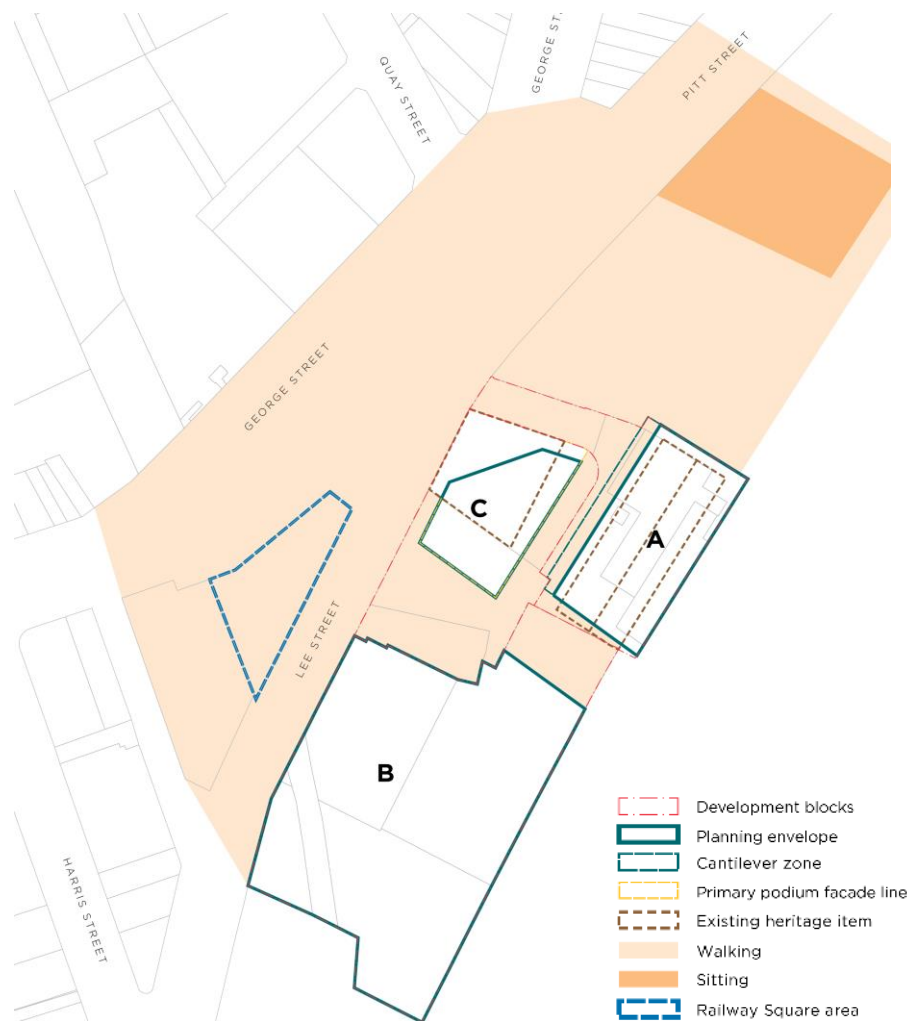 GEORGE ST
PITT STREET
QUAY STREET
GEORGE STREET
C
A
LEE STREET
B
HARRIS STREET
Development blocks
Planning envelope
Cantilever zone
Primary podium facade line
Existing heritage item
Walking
Sitting
Railway Square area